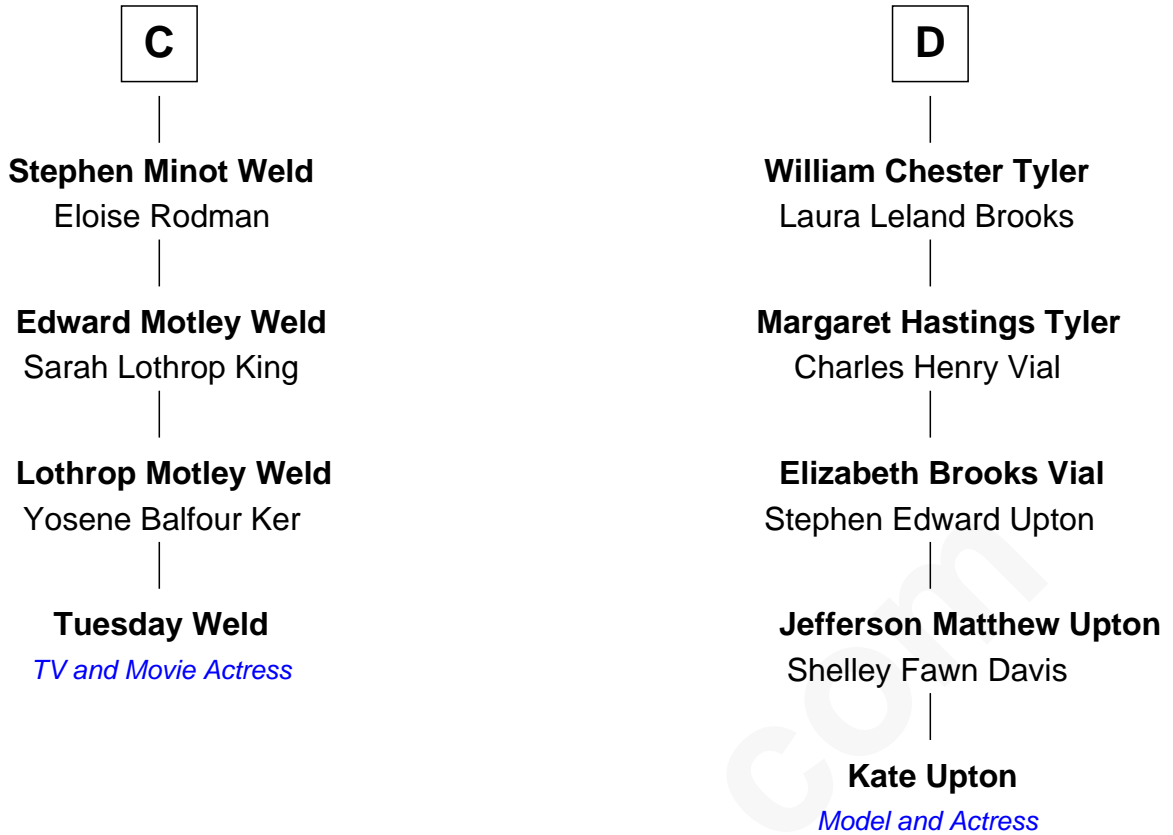 C
Stephen Minot Weld
Eloise Rodman
Edward Motley Weld
Sarah Lothrop King
Lothrop Motley Weld
Yosene Balfour Ker
Tuesday Weld
TV and Movie Actress
D
William Chester Tyler
Laura Leland Brooks
Margaret Hastings Tyler
Charles Henry Vial
Elizabeth Brooks Vial
Stephen Edward Upton
Jefferson Matthew Upton
Shelley Fawn Davis
Kate Upton
Model and Actress
com